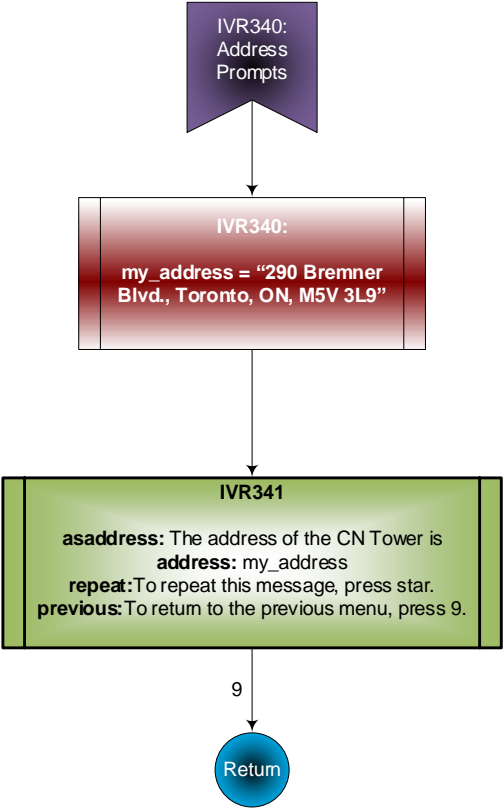 IVR340:
Address
Prompts
IVR340:
my_address = “290 Bremner
Blvd., Toronto, ON, M5V 3L9”
IVR341
asaddress: The address of the CN Tower is
address: my_address
repeat:To repeat this message, press star.
previous:To return to the previous menu, press 9.
9
Return